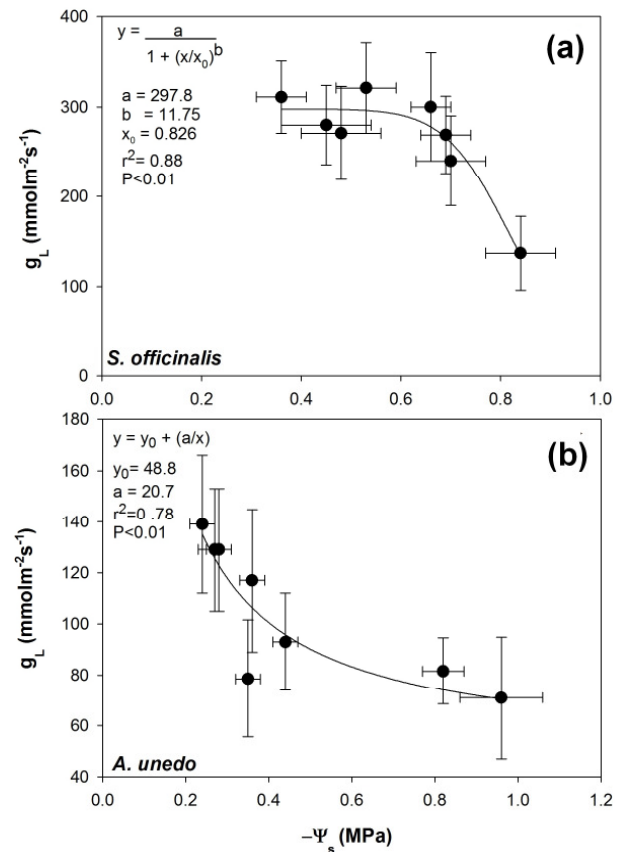 400
300
200
100
0
g_L (mmolm⁻²s⁻¹)
y = a / 1 + (x/x₀)^b
a = 297.8
b = 11.75
x₀ = 0.826
r² = 0.88
P<0.01
(a)
S. officinalis
0.0 0.2 0.4 0.6 0.8 1.0
180
160
140
120
100
80
60
40
g_L (mmolm⁻²s⁻¹)
y = y₀ + (a/x)
y₀= 48.8
a = 20.7
r²=0.78
P<0.01
(b)
A. unedo
0.0 0.2 0.4 0.6 0.8 1.0 1.2
–Ψₛ (MPa)